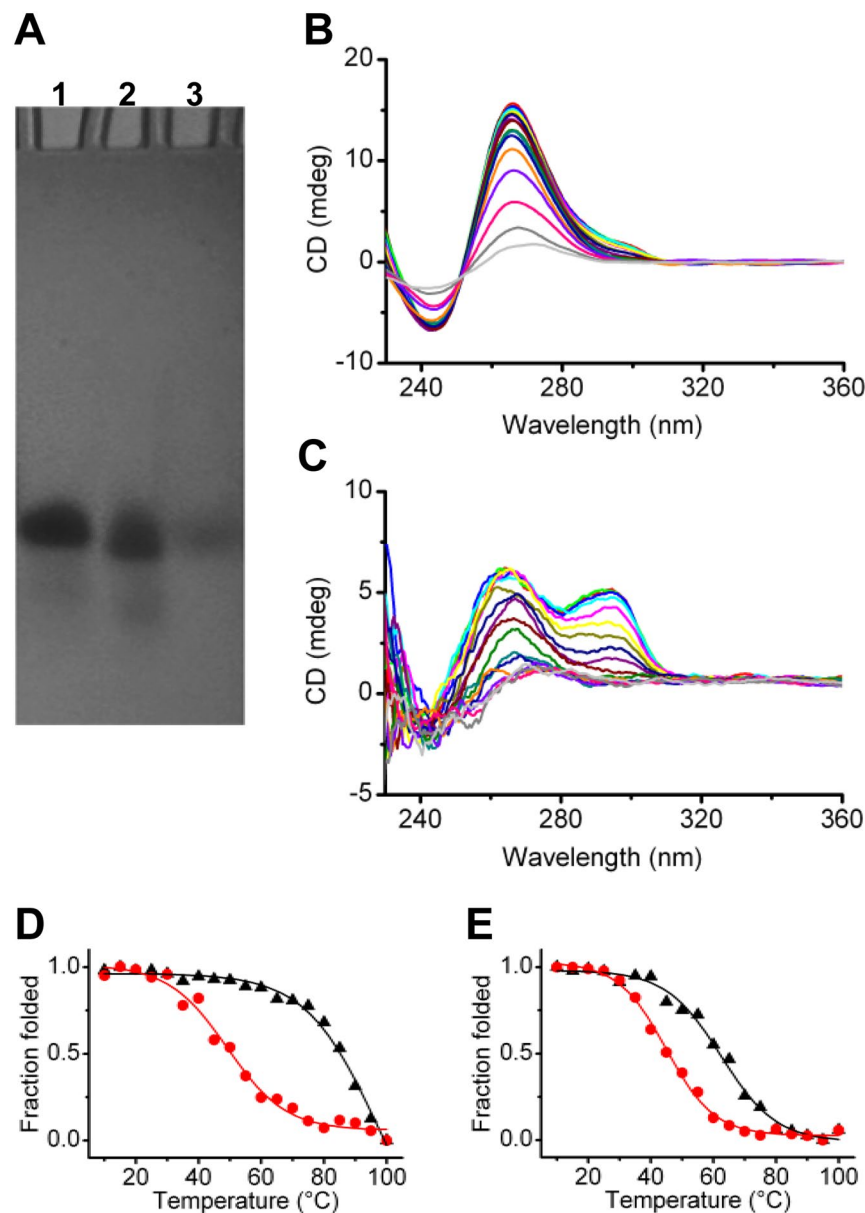 A
1 2 3
B
20
10
0
-10
CD (mdeg)
240 280 320 360
Wavelength (nm)
C
10
5
0
-5
CD (mdeg)
240 280 320 360
Wavelength (nm)
D
1.0
0.5
0.0
Fraction folded
20 40 60 80 100
Temperature (°C)
E
1.0
0.5
0.0
Fraction folded
20 40 60 80 100
Temperature (°C)